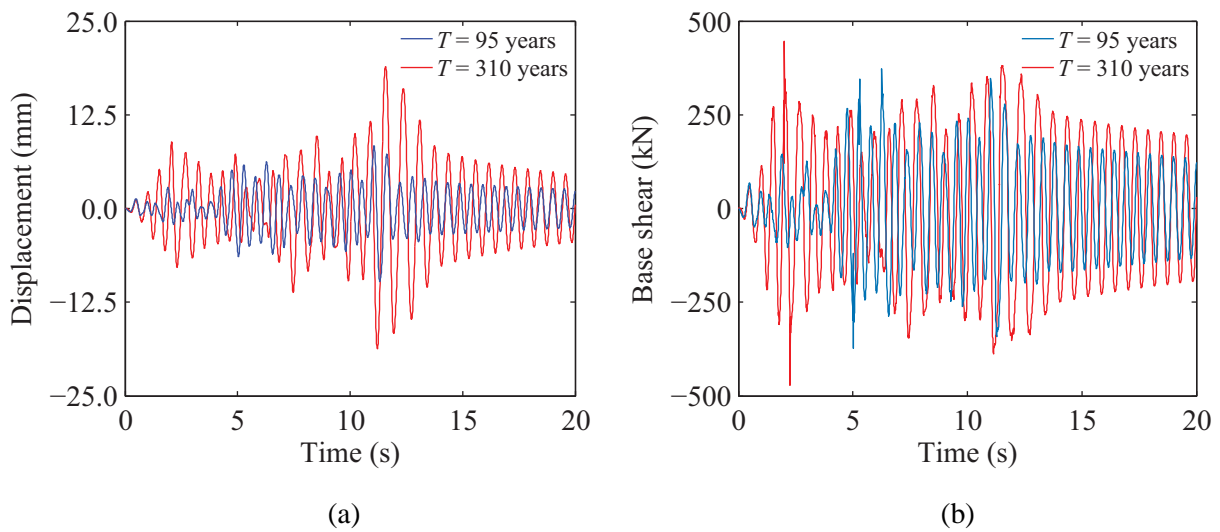 25.0
12.5
0.0
−12.5
−25.0
Displacement (mm)
T = 95 years
T = 310 years
0
5
10
15
20
Time (s)
(a)
500
250
0
−250
−500
Base shear (kN)
T = 95 years
T = 310 years
0
5
10
15
20
Time (s)
(b)